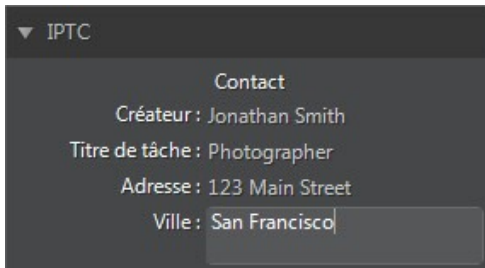 IPTC
Contact
Créateur : Jonathan Smith
Titre de tâche : Photographer
Adresse : 123 Main Street
Ville : San Francisco